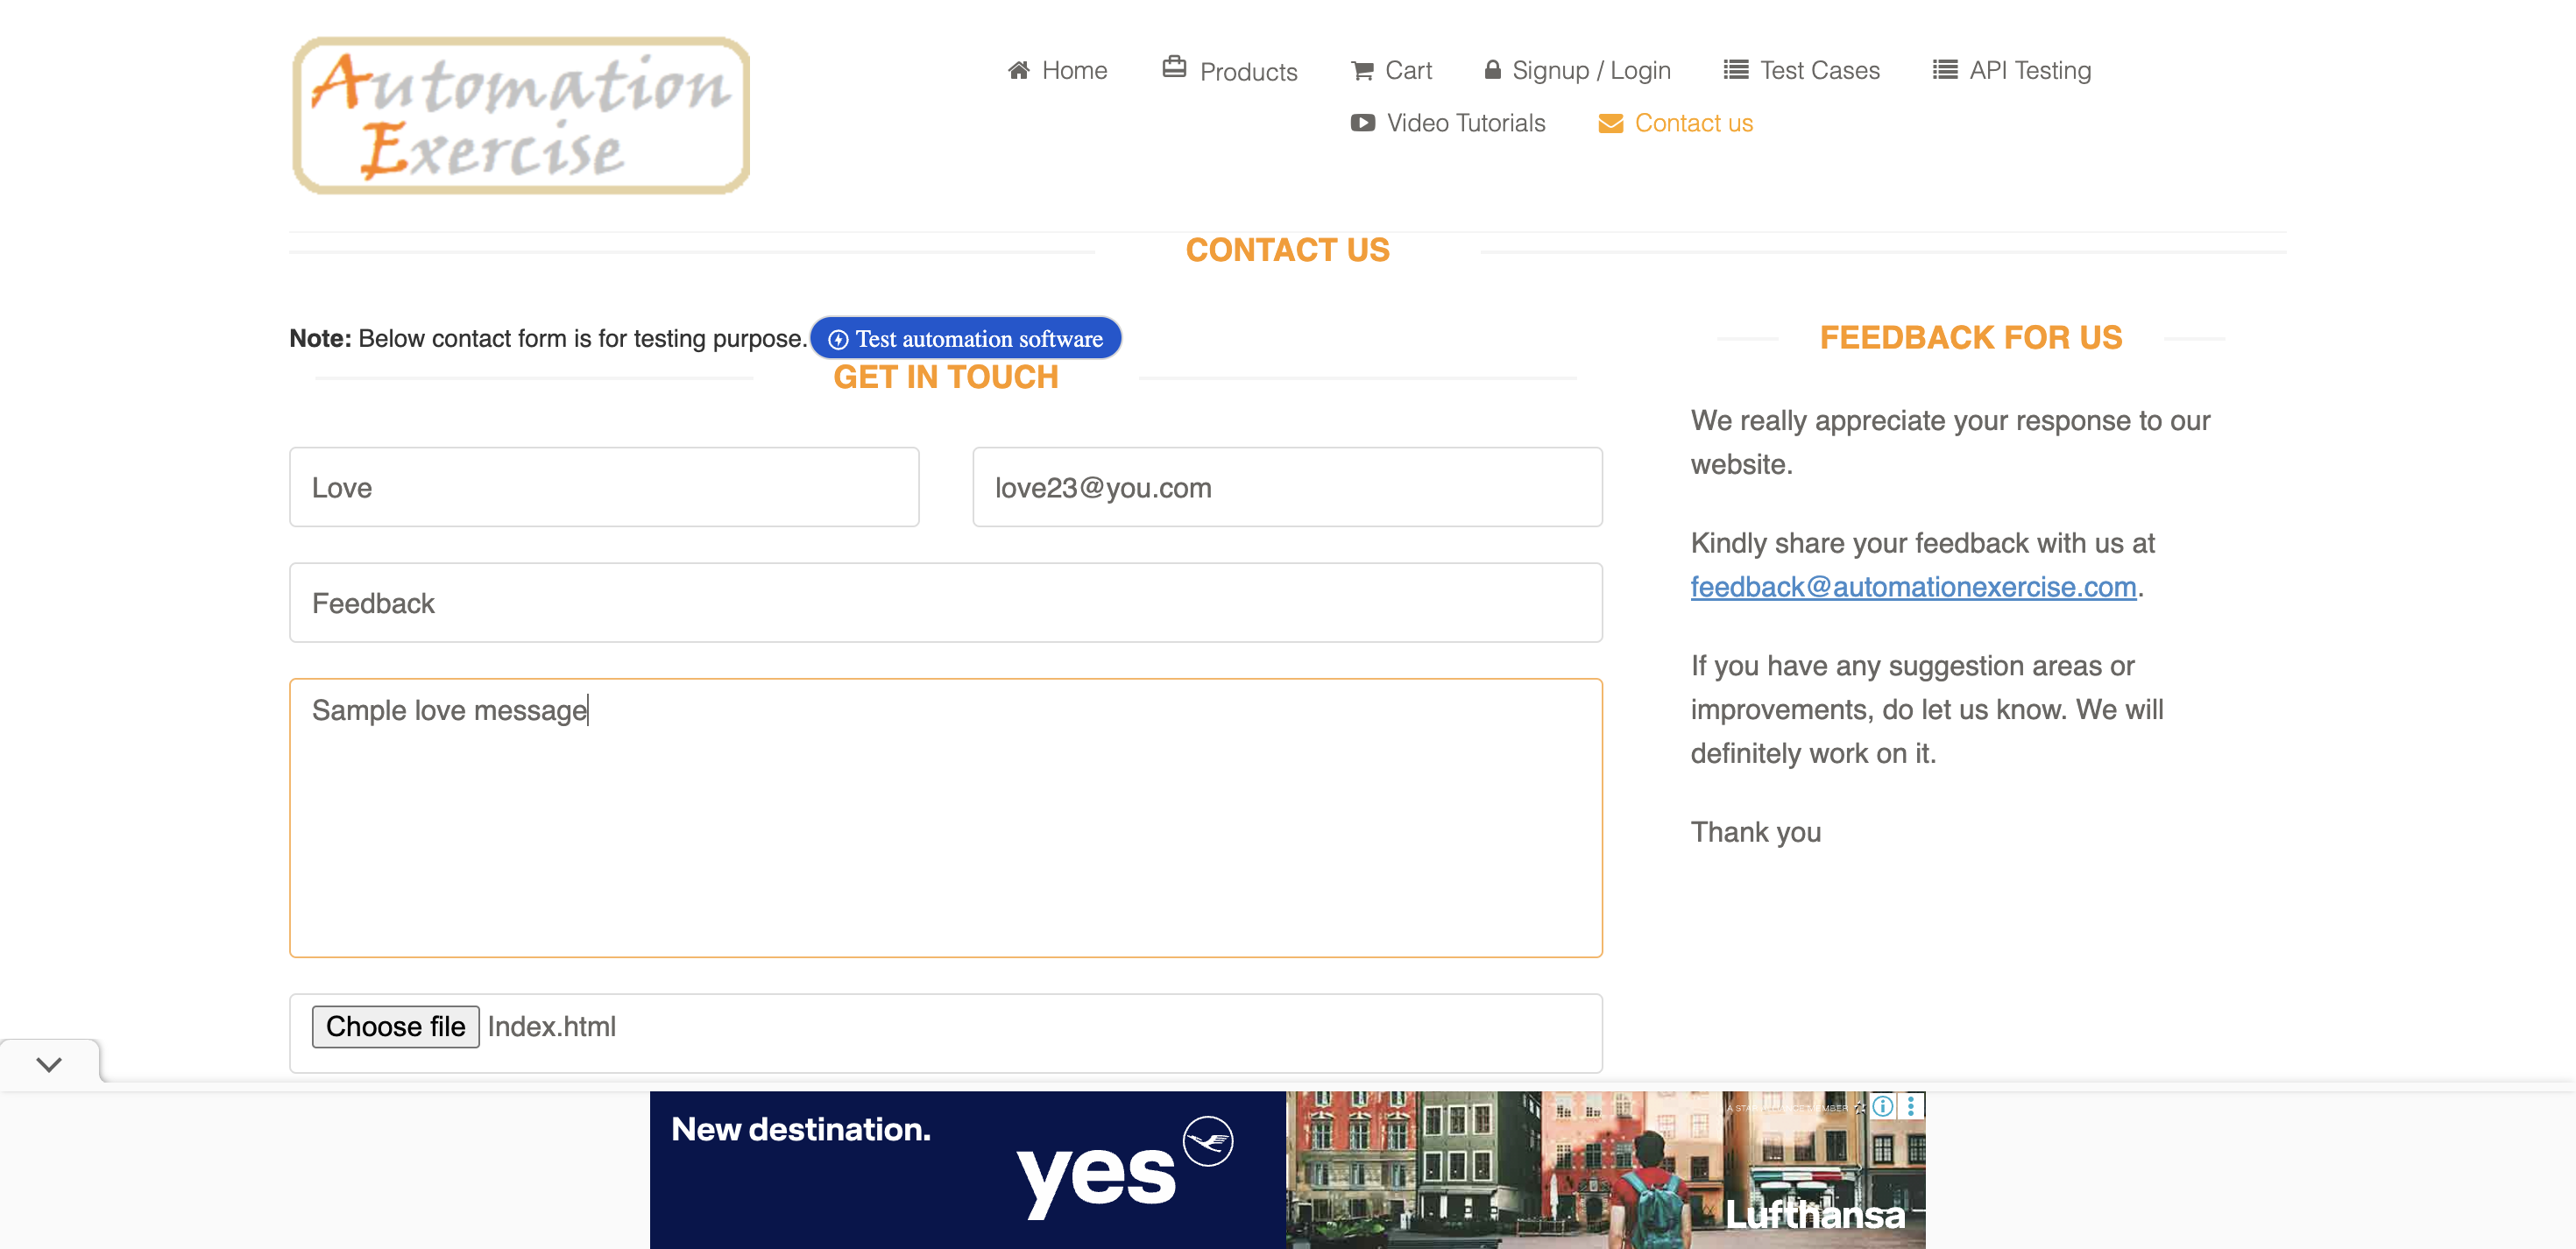 Automation
Exercise
Home
Products
Cart
Signup / Login
Test Cases
API Testing
Video Tutorials
Contact us
CONTACT US
Note: Below contact form is for testing purpose.
Test automation software
GET IN TOUCH
Love
love23@you.com
Feedback
Sample love message
Choose file Index.html
FEEDBACK FOR US
We really appreciate your response to our
website.
Kindly share your feedback with us at
feedback@automationexercise.com.
If you have any suggestion areas or
improvements, do let us know. We will
definitely work on it.
Thank you
New destination.
yes
Lufthansa